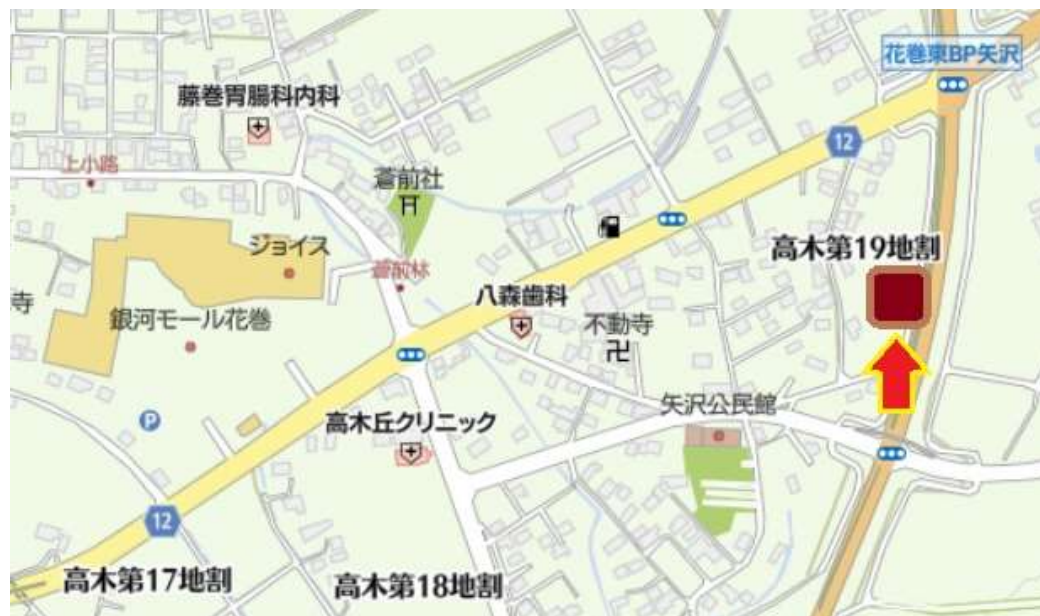 花巻東BP矢沢
藤巻胃腸科内科
12
上小路
蒼前社
高木第19地割
ジョイス
蒼前林
寺
八森歯科
銀河モール花巻
不動寺
矢沢公民館
P
高木丘クリニック
12
高木第17地割
高木第18地割